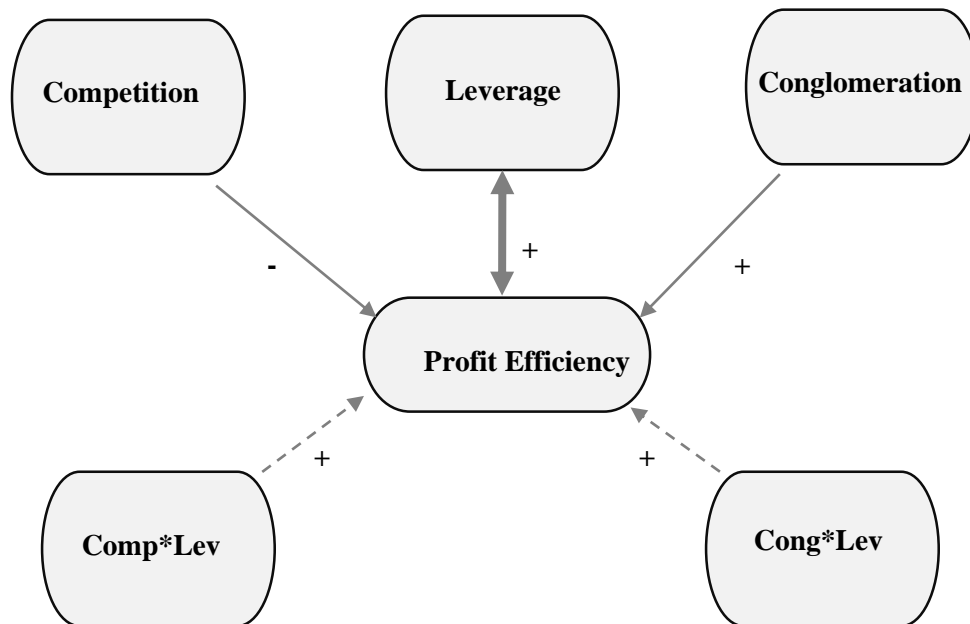 Competition
Leverage
Conglomeration
-
+
+
Profit Efficiency
+
+
Comp*Lev
Cong*Lev